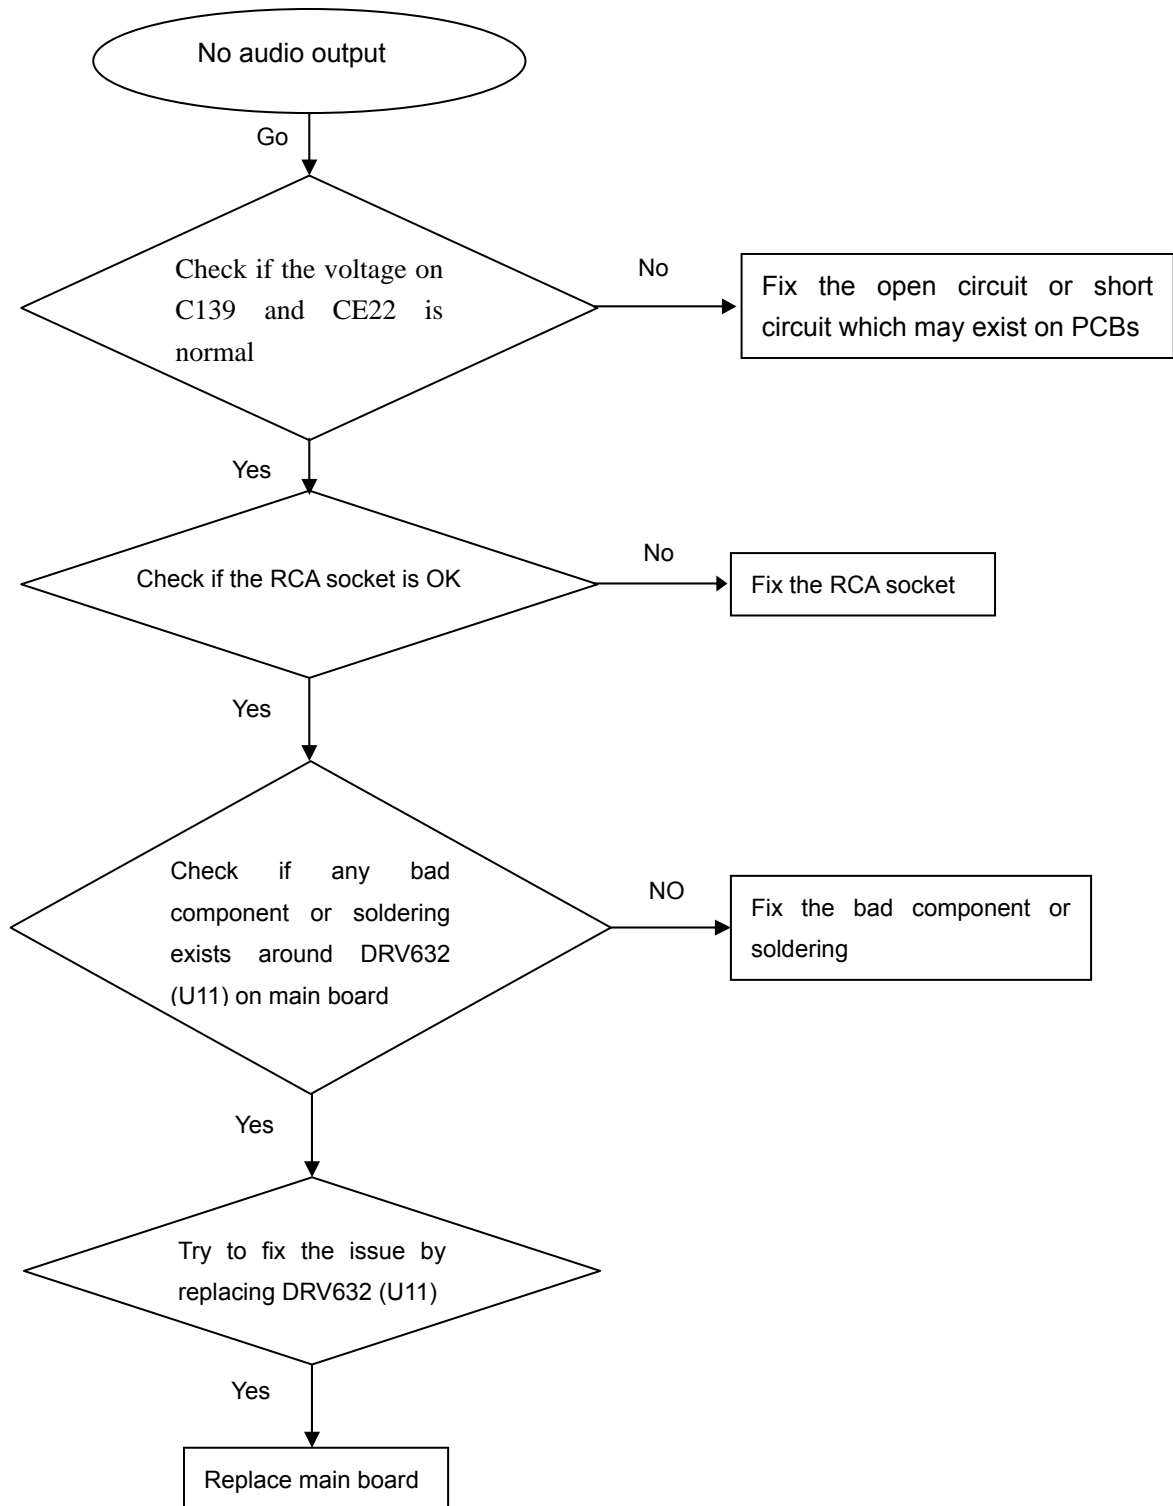 No audio output
Go
Check if the voltage on
C139 and CE22 is
normal
No
Fix the open circuit or short
circuit which may exist on PCBs
Yes
Check if the RCA socket is OK
No
Fix the RCA socket
Yes
Check if any bad
component or soldering
exists around DRV632
(U11) on main board
NO
Fix the bad component or
soldering
Yes
Try to fix the issue by
replacing DRV632 (U11)
Yes
Replace main board